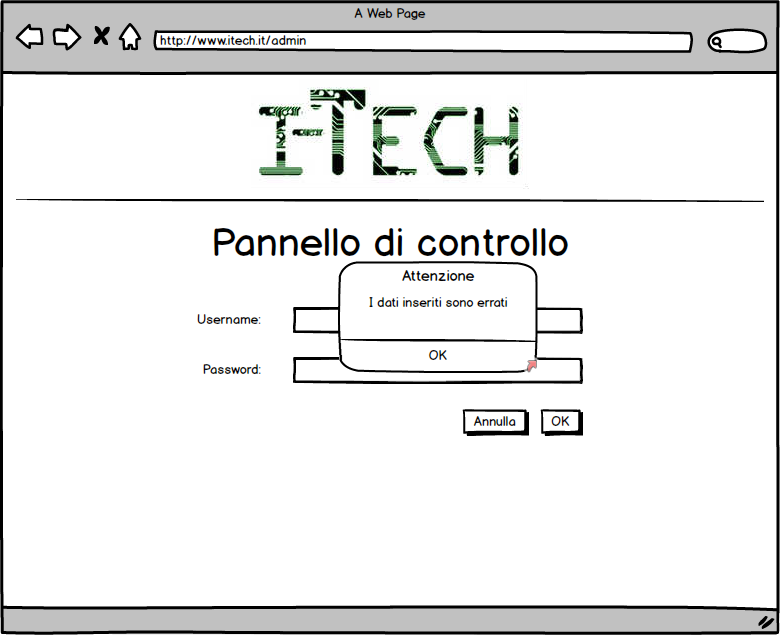 A Web Page
http://www.itech.it/admin
I-TECH
Pannello di controllo
Attenzione
I dati inseriti sono errati
Username:
OK
Password:
Annulla OK